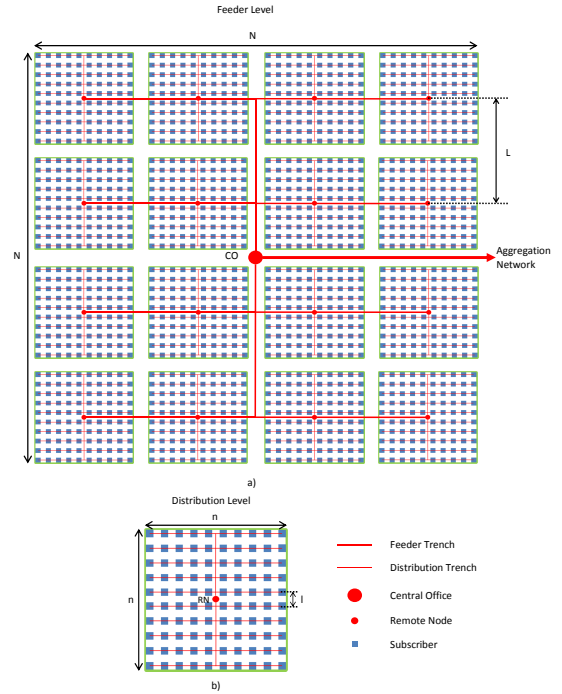 Feeder Level
N
L
N
CO
Aggregation
Network
a)
Distribution Level
n
n
RN
l
b)
Feeder Trench
Distribution Trench
Central Office
Remote Node
Subscriber